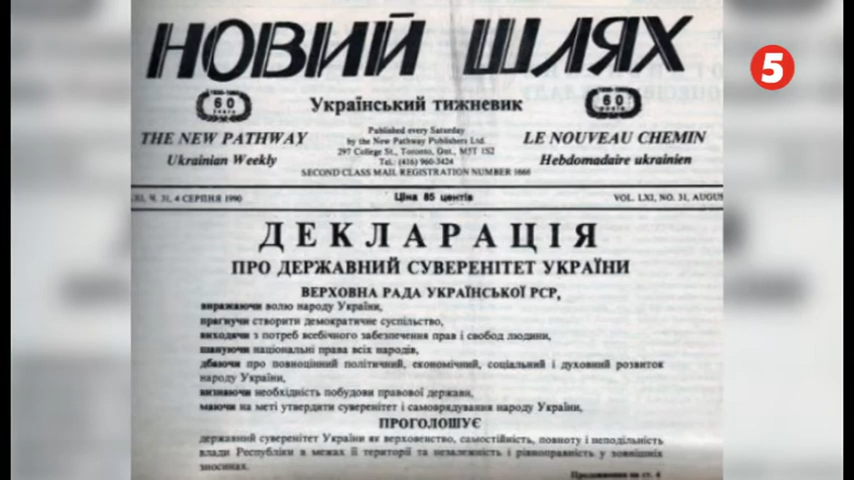 5
НОВИЙ ШЛЯХ
60 60
Український тижневик
THE NEW PATHWAY
Ukrainian Weekly
Published every Saturday
by the New Pathway Publishers Ltd.
297 College St., Toronto, Ont., M5T 1S2
Tel.: (416) 960-3424
SECOND CLASS MAIL REGISTRATION NUMBER 1666
LE NOUVEAU CHEMIN
Hebdomadaire ukrainien
XI, Ч. 31, 4 СЕРПНЯ 1990 Ціна 85 центів VOL. LXI, NO. 31, AUGU
ДЕКЛАРАЦІЯ
ПРО ДЕРЖАВНИЙ СУВЕРЕНІТЕТ УКРАЇНИ
ВЕРХОВНА РАДА УКРАЇНСЬКОЇ РСР,
виражаючи волю народу України,
прагнучи створити демократичне суспільство,
виходячи з потреб всебічного забезпечення прав і свобод людини,
шануючи національні права всіх народів,
дбаючи про повноцінний політичний, економічний, соціальний і духовний розвиток
народу України,
визнаючи необхідність побудови правової держави,
маючи на меті утвердити суверенітет і самоврядування народу України,
ПРОГОЛОШУЄ
державний суверенітет України як верховенство, самостійність, повноту і неподільність
влади Республіки в межах її території та незалежність і рівноправність у зовнішніх
зносинах.
Продовження на ст. 4